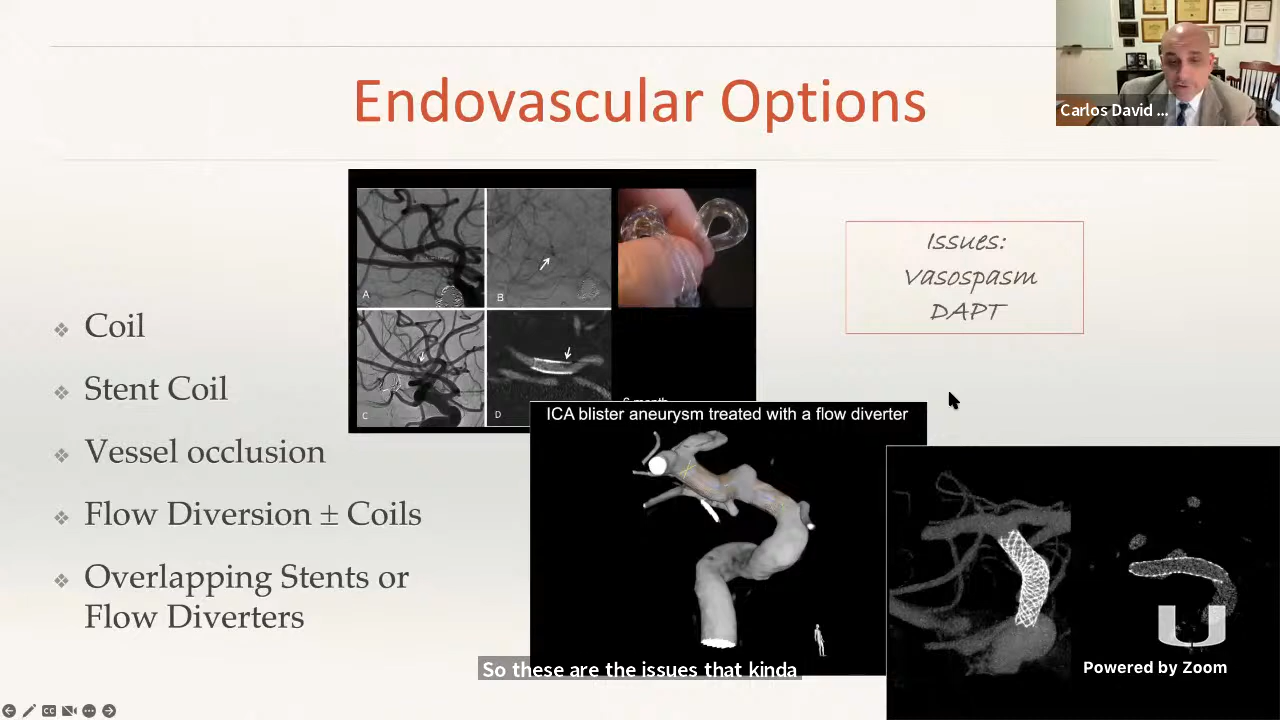 Endovascular Options
Carlos David ...
Issues:
Vasospasm
DAPT
A
B
C
D
ICA blister aneurysm treated with a flow diverter
❖ Coil
❖ Stent Coil
❖ Vessel occlusion
❖ Flow Diversion ± Coils
❖ Overlapping Stents or
Flow Diverters
So these are the issues that kinda
U
Powered by Zoom
CC